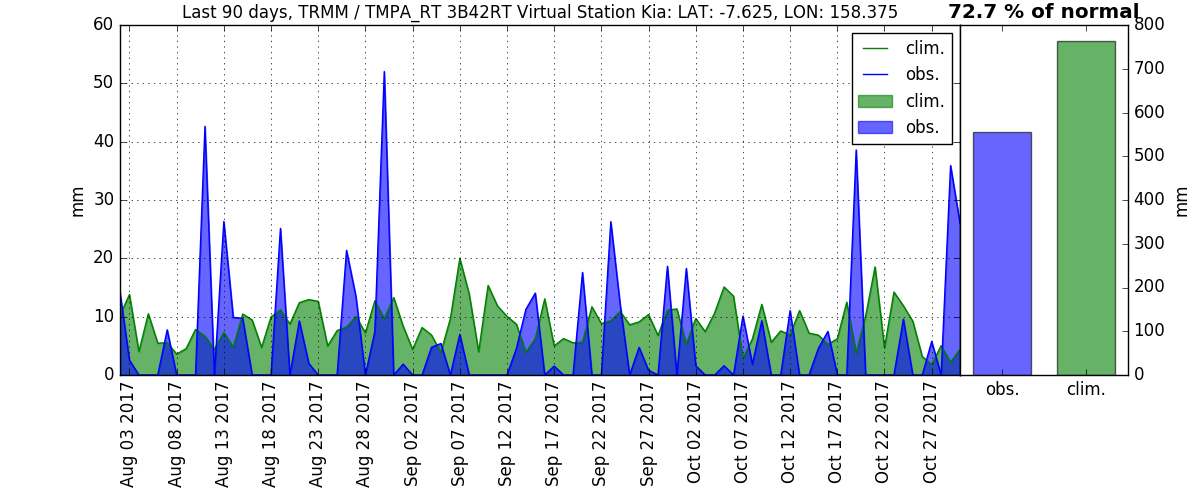 Last 90 days, TRMM / TMPA_RT 3B42RT Virtual Station Kia: LAT: -7.625, LON: 158.375
72.7 % of normal
60
50
40
30
20
10
0
mm
clim.
obs.
clim.
obs.
Aug 03 2017
Aug 08 2017
Aug 13 2017
Aug 18 2017
Aug 23 2017
Aug 28 2017
Sep 02 2017
Sep 07 2017
Sep 12 2017
Sep 17 2017
Sep 22 2017
Sep 27 2017
Oct 02 2017
Oct 07 2017
Oct 12 2017
Oct 17 2017
Oct 22 2017
Oct 27 2017
800
700
600
500
400
300
200
100
0
mm
obs.
clim.